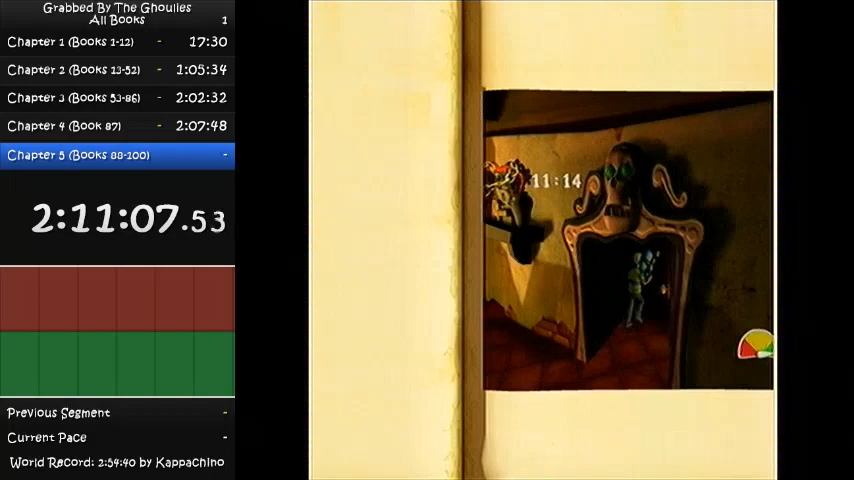 Grabbed By The Ghoulies
All Books 1
Chapter 1 (Books 1-12) - 17:30
Chapter 2 (Books 13-52) - 1:05:34
Chapter 3 (Books 53-86) - 2:02:32
Chapter 4 (Book 87) - 2:07:48
Chapter 5 (Books 88-100) -
2:11:07.53
11:14
Previous Segment -
Current Pace -
World Record: 2:54:40 by Kappachino